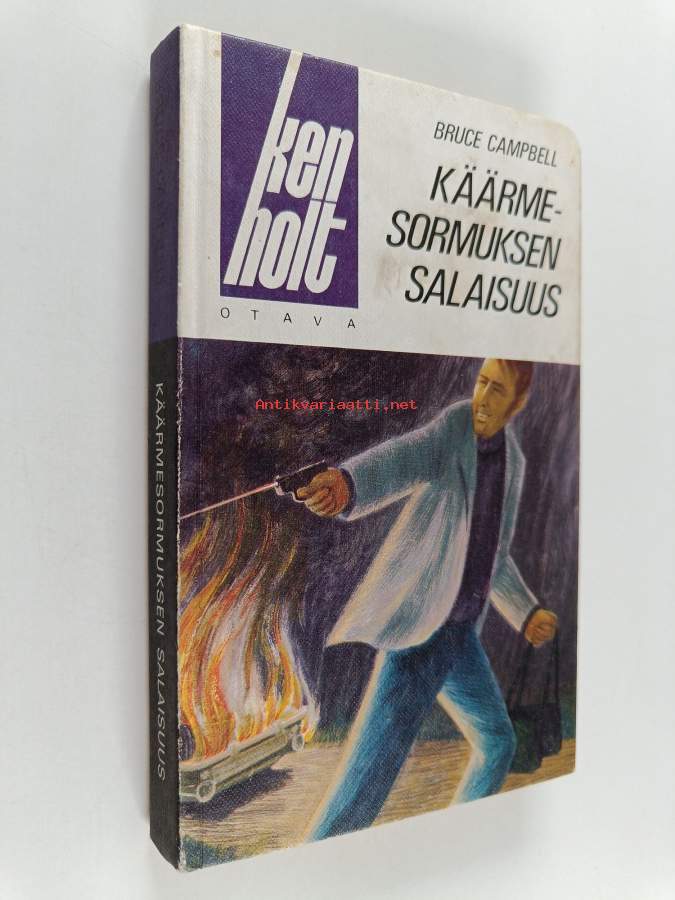 ken
holt
OTAVA
BRUCE CAMPBELL
KÄÄRME-
SORMUKSEN
SALAISUUS
Antikvariaatti.net
KÄÄRMESORMUKSEN SALAISUUS